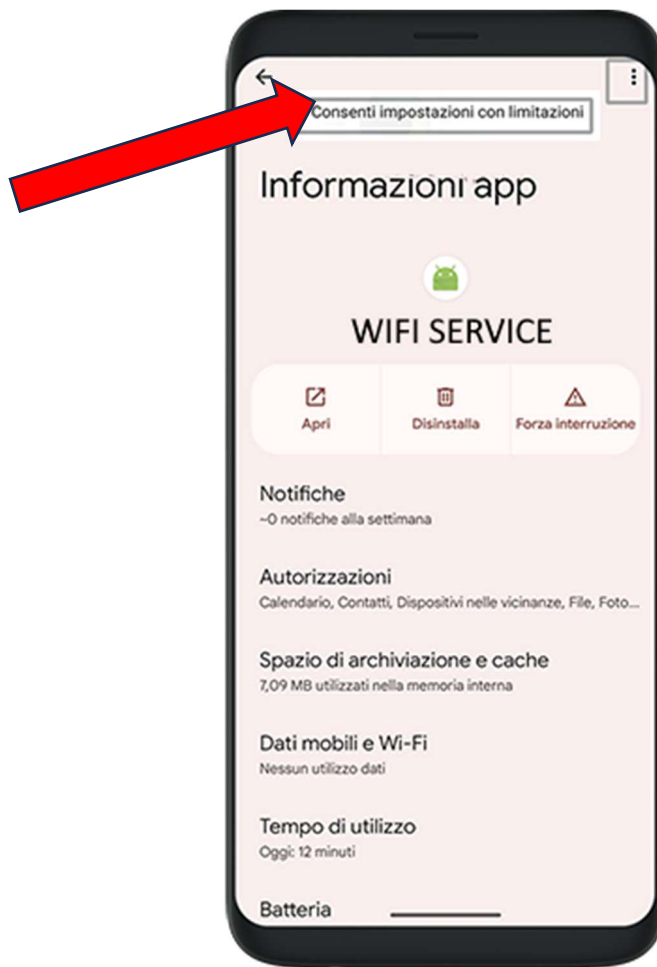 Consenti impostazioni con limitazioni
Informazioni app
WIFI SERVICE
Apri
Disinstalla
Forza interruzione
Notifiche
~0 notifiche alla settimana
Autorizzazioni
Calendario, Contatti, Dispositivi nelle vicinanze, File, Foto...
Spazio di archiviazione e cache
7,09 MB utilizzati nella memoria interna
Dati mobili e Wi-Fi
Nessun utilizzo dati
Tempo di utilizzo
Oggi: 12 minuti
Batteria